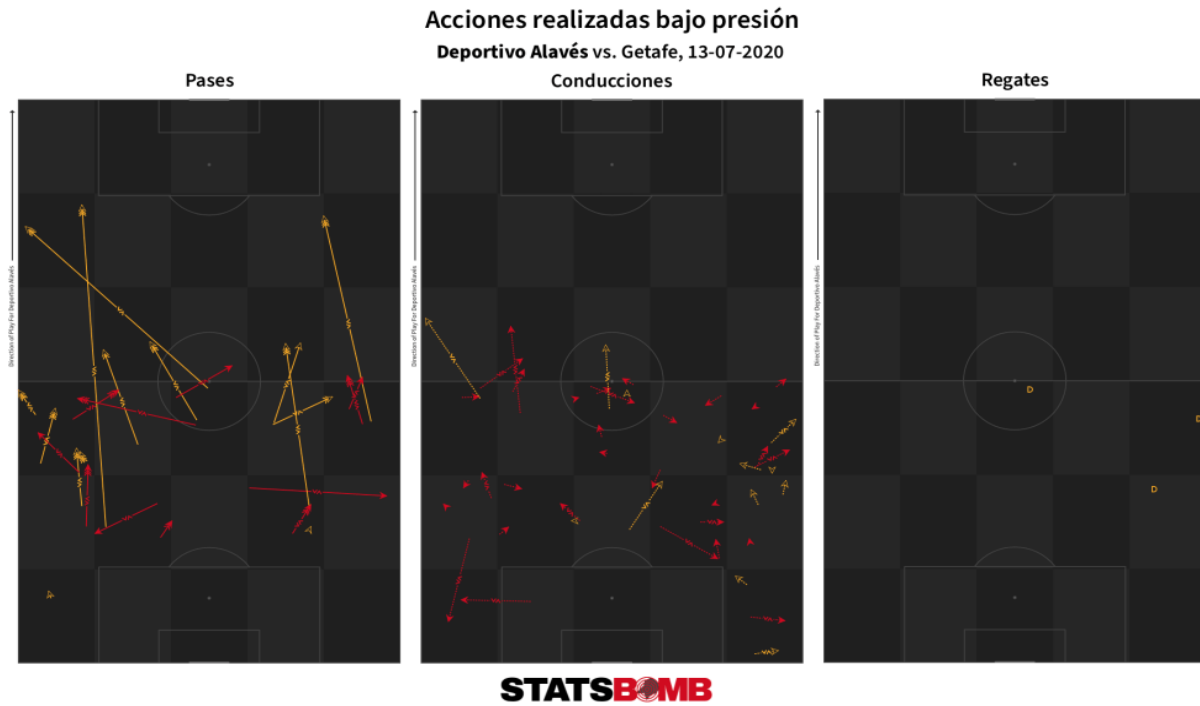 Acciones realizadas bajo presión
Deportivo Alavés vs. Getafe, 13-07-2020
Pases
Conducciones
Regates
Direction of Play For Deportivo Alavés
Direction of Play For Deportivo Alavés
Direction of Play For Deportivo Alavés
D
D
D
STATSBOMB